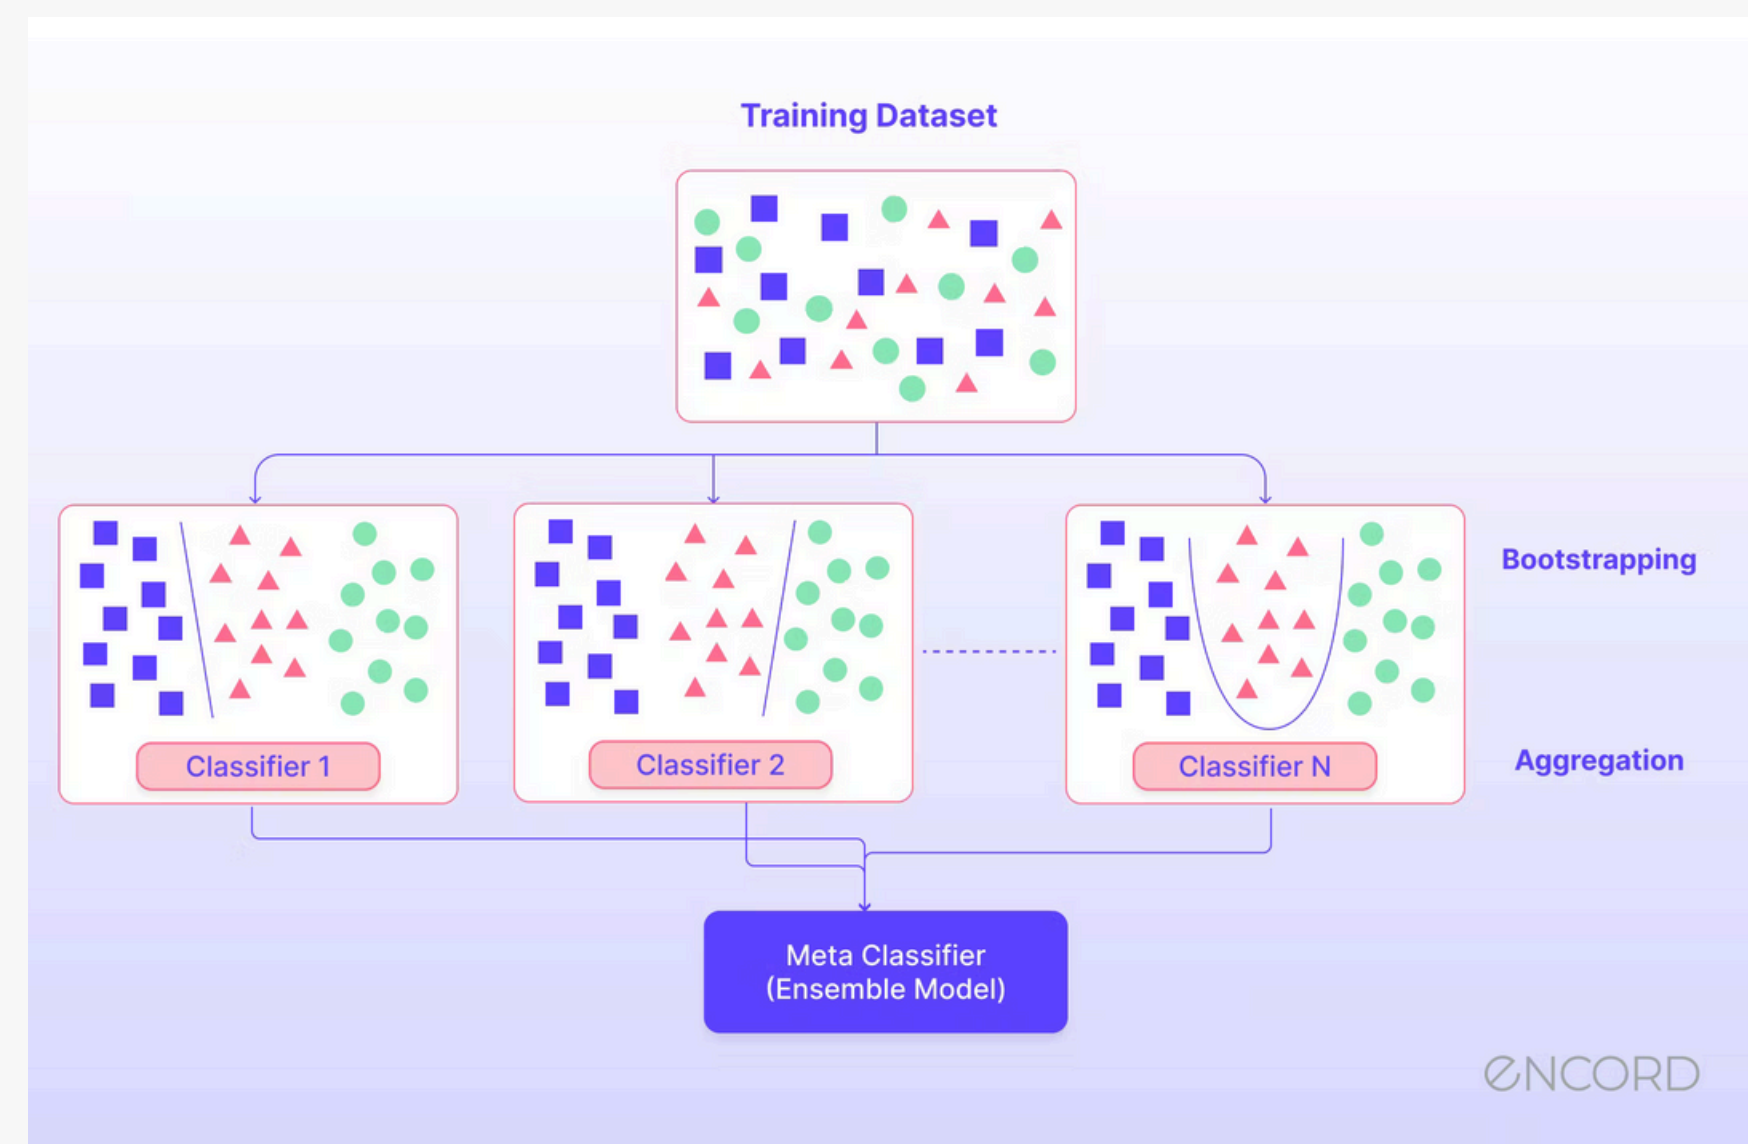 Training Dataset
Bootstrapping
Classifier 1
Classifier 2
Classifier N
Aggregation
Meta Classifier
(Ensemble Model)
eNCORD